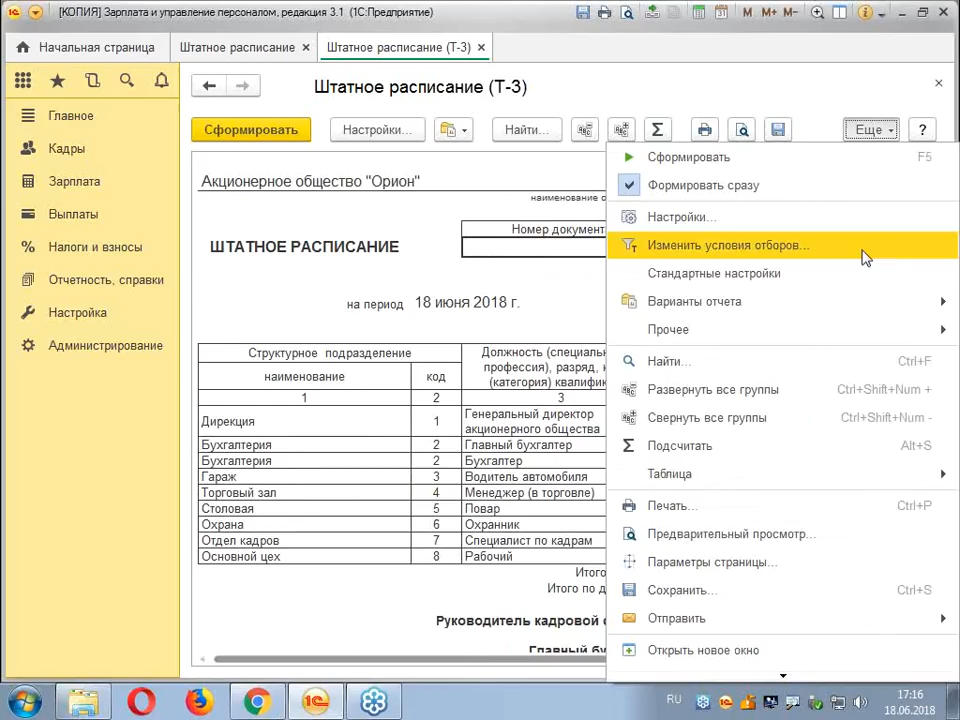 [КОПИЯ] Зарплата и управление персоналом, редакция 3.1 (1С:Предприятие)
M M+ M−
Начальная страница
Штатное расписание
Штатное расписание (Т-3)
Главное
Кадры
Зарплата
Выплаты
Налоги и взносы
Отчетность, справки
Настройка
Администрирование
Штатное расписание (Т-3)
Сформировать
Настройки...
Найти...
Еще
?
Акционерное общество "Орион"
наименование о
Номер документ
ШТАТНОЕ РАСПИСАНИЕ
на период 18 июня 2018 г.
Структурное подразделение
Должность (специаль
наименование
код
профессия), разряд, к
(категория) квалифик
1 2 3
Дирекция 1 Генеральный директор
акционерного общества
Бухгалтерия 2 Главный бухгалтер
Бухгалтерия 2 Бухгалтер
Гараж 3 Водитель автомобиля
Торговый зал 4 Менеджер (в торговле)
Столовая 5 Повар
Охрана 6 Охранник
Отдел кадров 7 Специалист по кадрам
Основной цех 8 Рабочий
Итого
Итого по д
Руководитель кадровой с
Главный бу
Сформировать F5
Формировать сразу
Настройки...
Изменить условия отборов...
Стандартные настройки
Варианты отчета
Прочее
Найти... Ctrl+F
Развернуть все группы Ctrl+Shift+Num +
Свернуть все группы Ctrl+Shift+Num -
Подсчитать Alt+S
Таблица
Печать... Ctrl+P
Предварительный просмотр...
Параметры страницы...
Сохранить... Ctrl+S
Отправить
Открыть новое окно
RU
17:16
18.06.2018